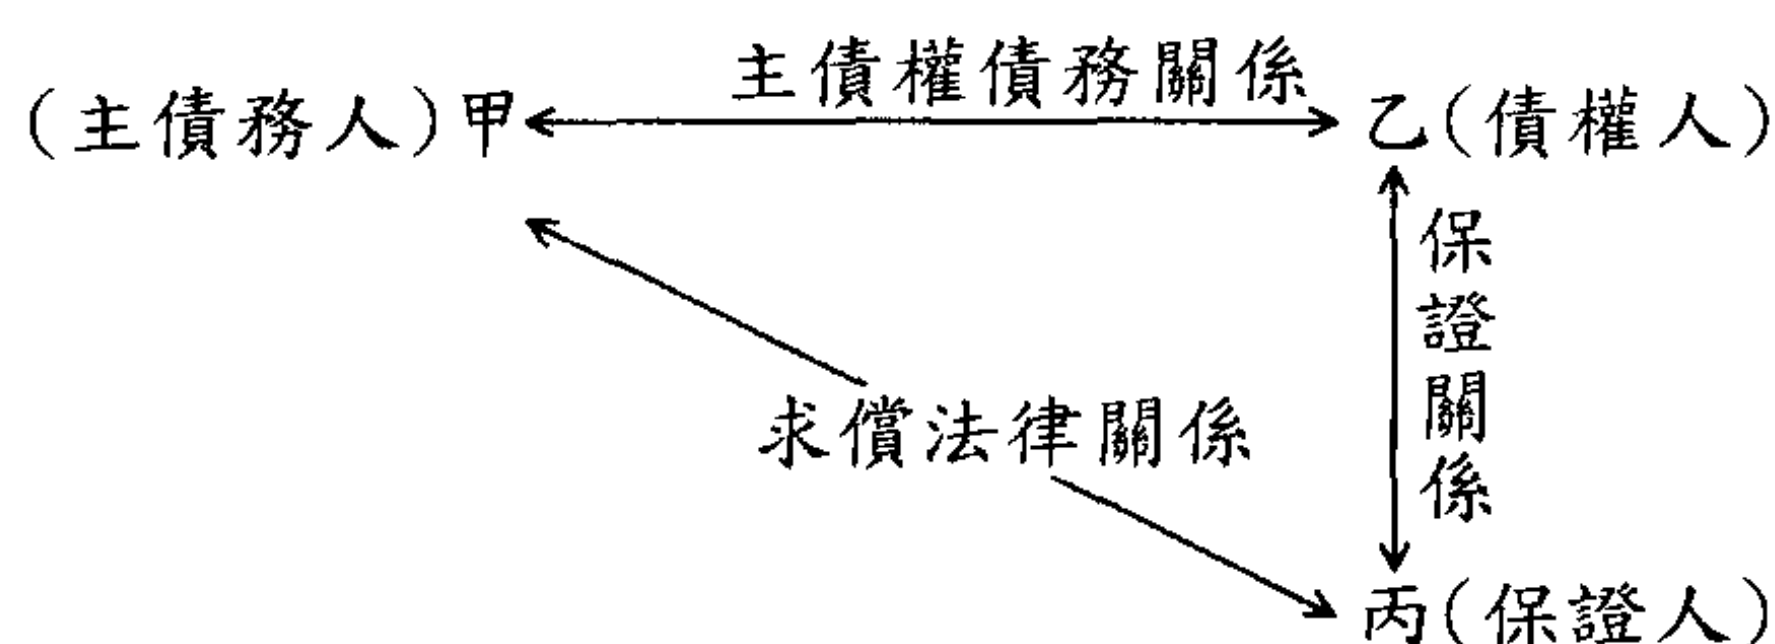 主債權債務關係
(主債務人)甲
乙(債權人)
保證關係
求償法律關係
丙(保證人)